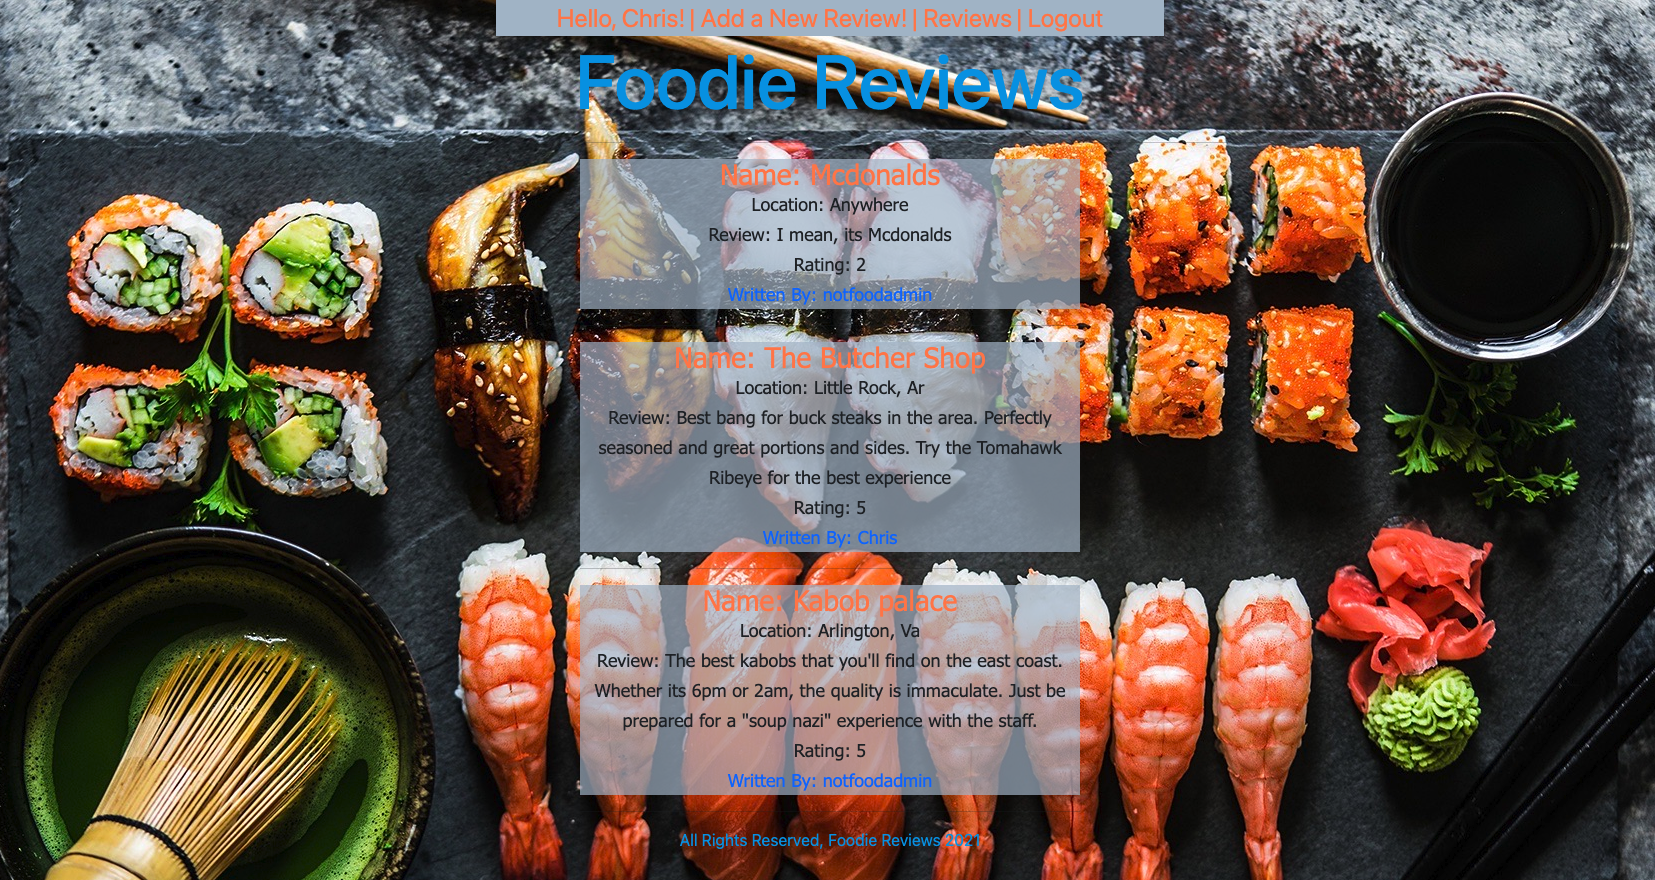 Hello, Chris! | Add a New Review! | Reviews | Logout
Foodie Reviews
Name: Mcdonalds
Location: Anywhere
Review: I mean, its Mcdonalds
Rating: 2
Written By: notfoodadmin
Name: The Butcher Shop
Location: Little Rock, Ar
Review: Best bang for buck steaks in the area. Perfectly
seasoned and great portions and sides. Try the Tomahawk
Ribeye for the best experience
Rating: 5
Written By: Chris
Name: Kabob palace
Location: Arlington, Va
Review: The best kabobs that you'll find on the east coast.
Whether its 6pm or 2am, the quality is immaculate. Just be
prepared for a "soup nazi" experience with the staff.
Rating: 5
Written By: notfoodadmin
All Rights Reserved, Foodie Reviews 2021